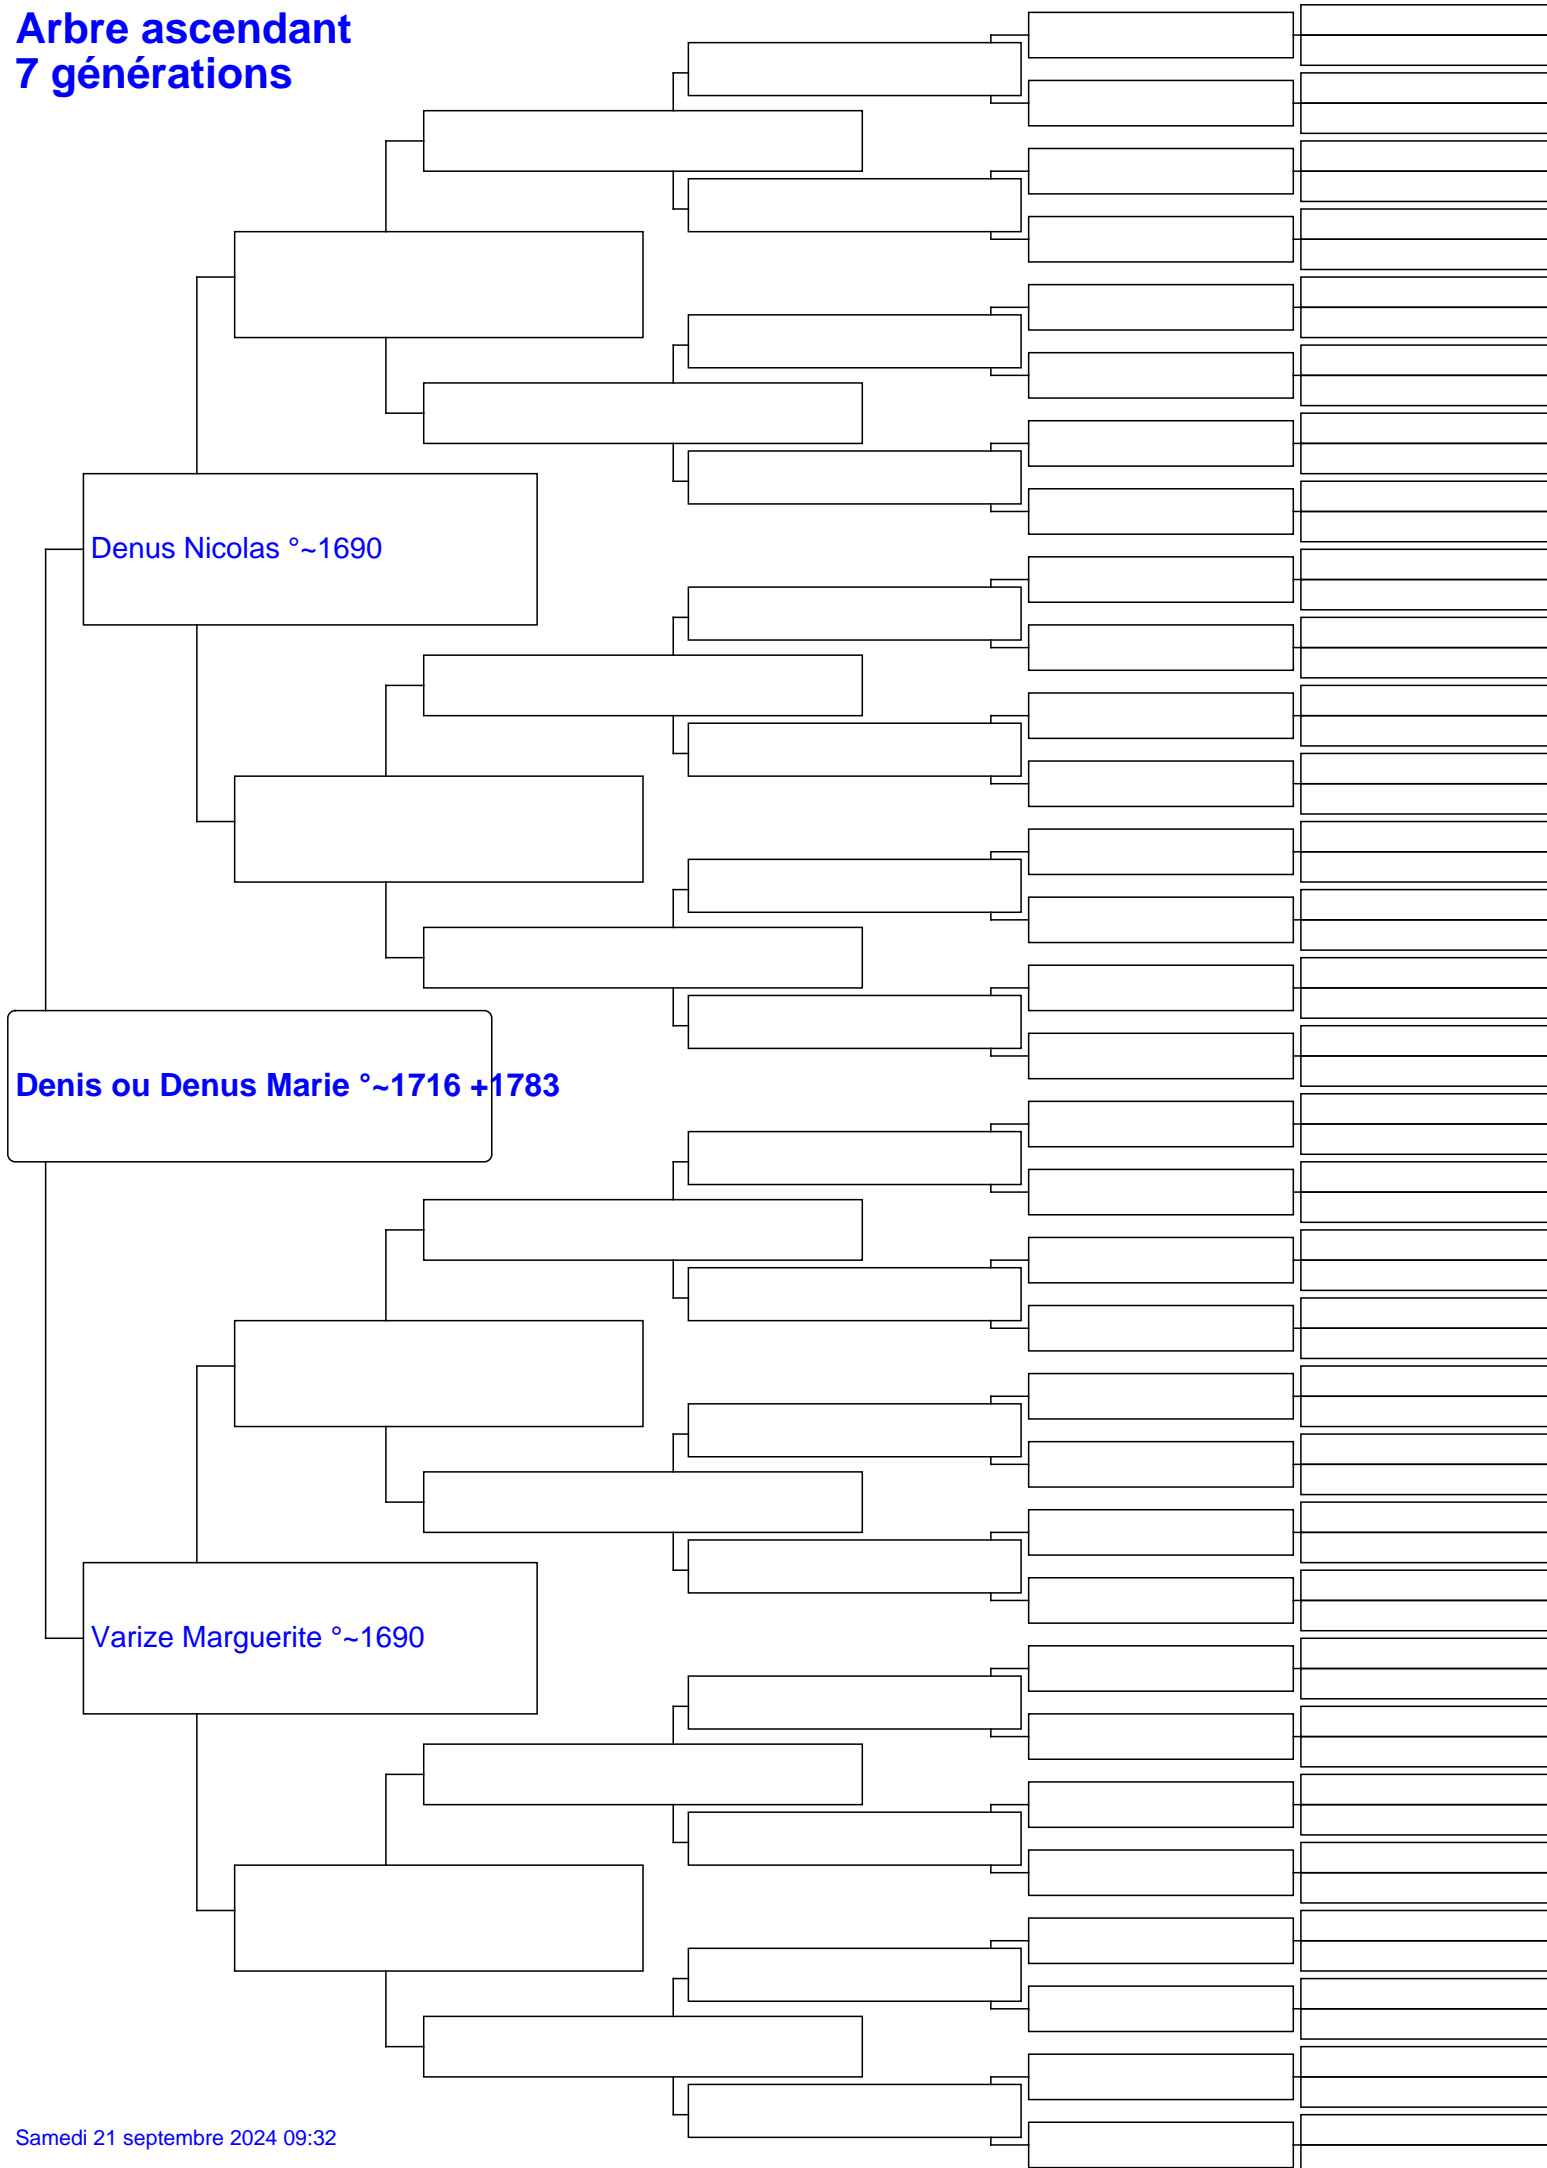 Arbre ascendant
7 générations
Denus Nicolas °~1690
Denis ou Denus Marie °~1716 +1783
Varize Marguerite °~1690
Samedi 21 septembre 2024 09:32